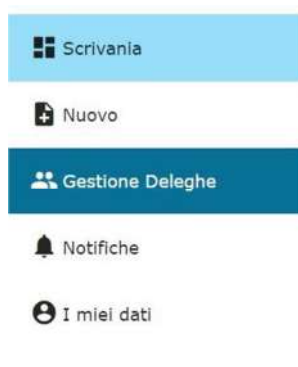 Scrivania
Nuovo
Gestione Deleghe
Notifiche
I miei dati